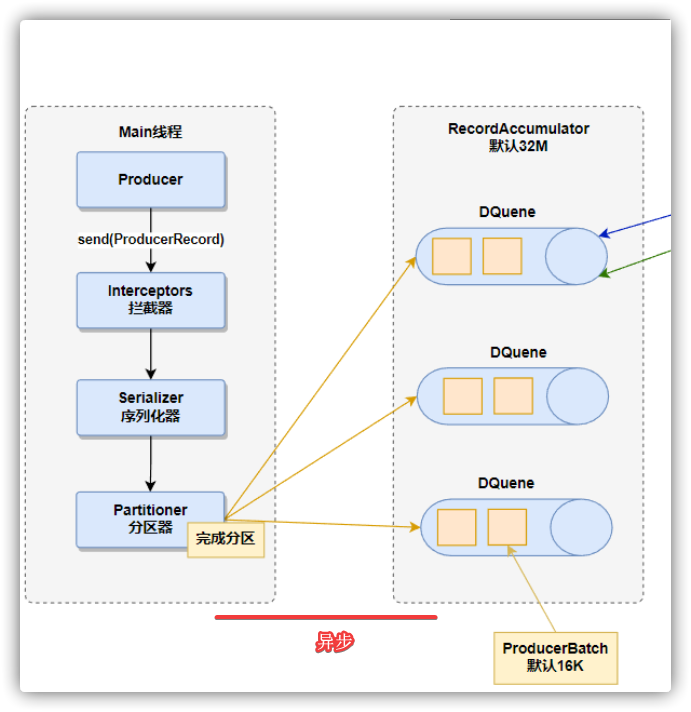 Main线程
Producer
send(ProducerRecord)
Interceptors
拦截器
Serializer
序列化器
Partitioner
分区器
完成分区
RecordAccumulator
默认32M
DQuene
DQuene
DQuene
ProducerBatch
默认16K
异步